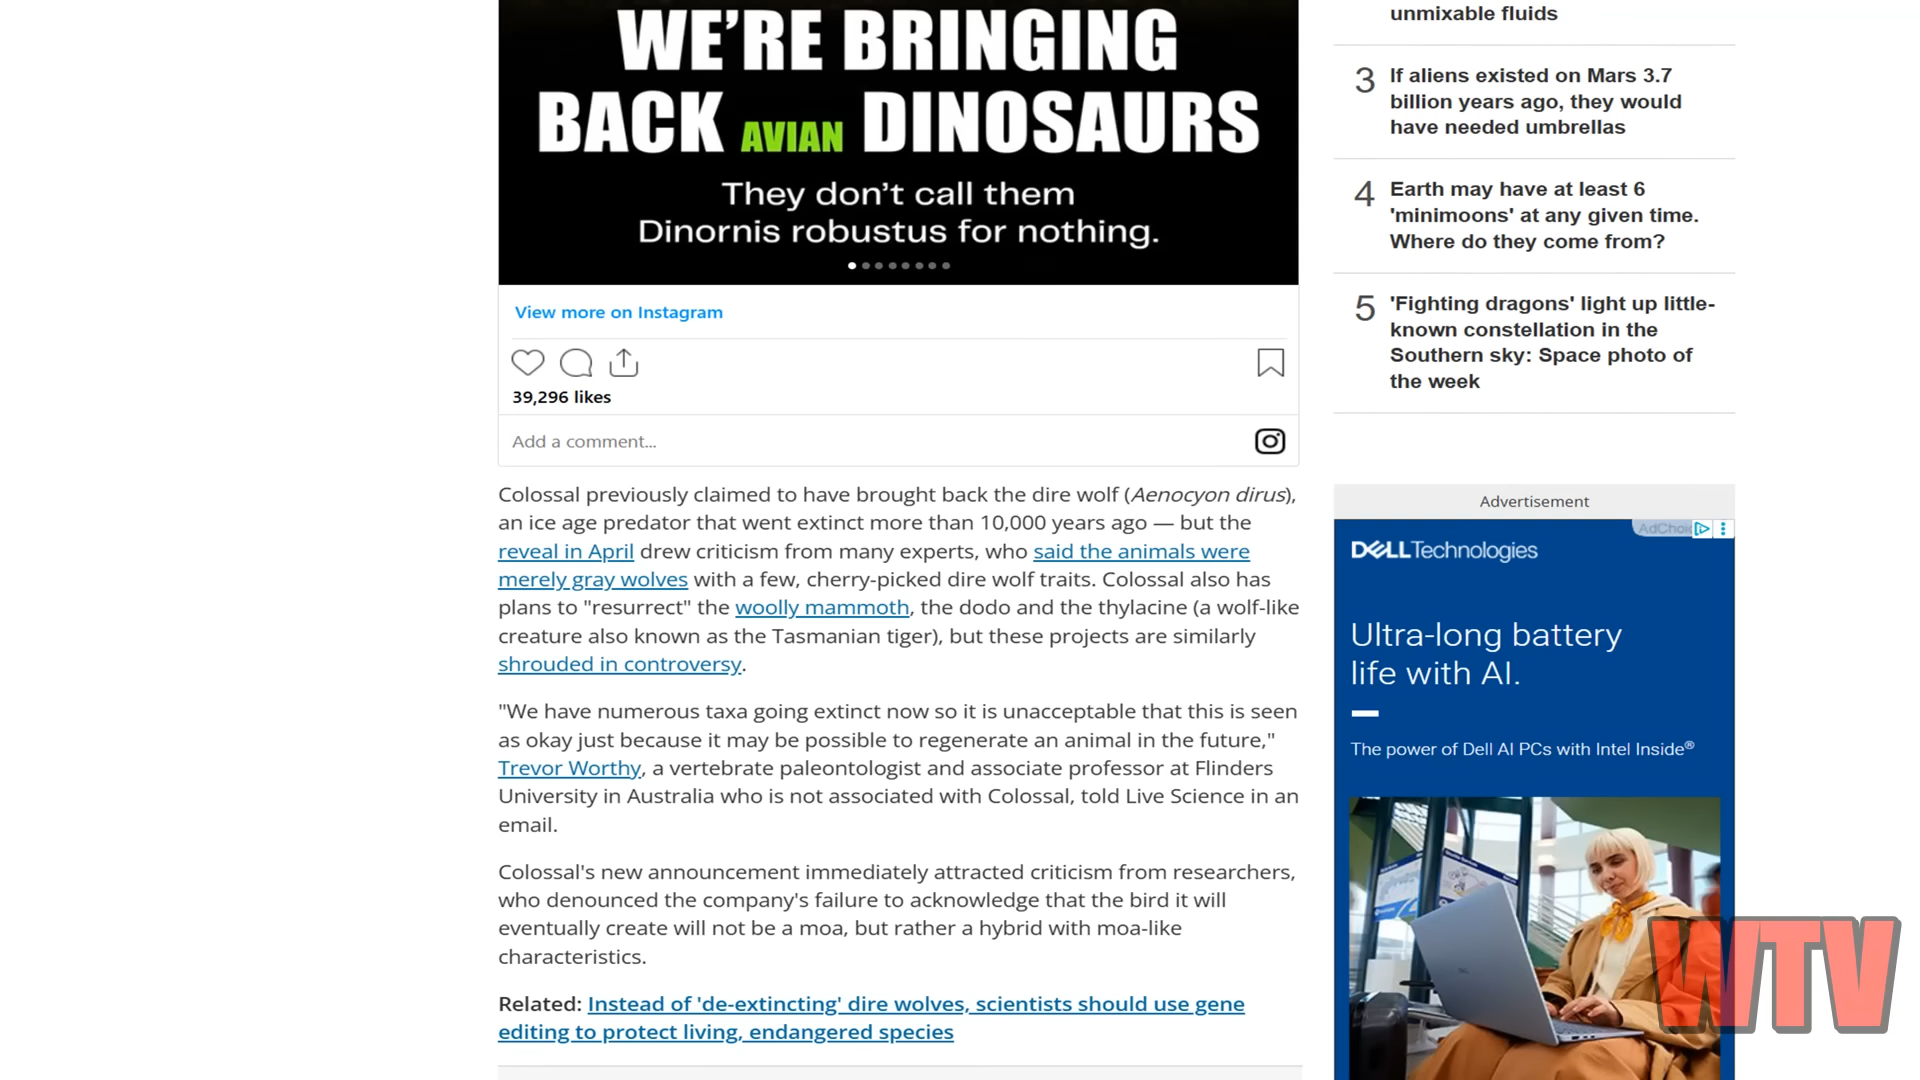 WE'RE BRINGING
BACK AVIAN DINOSAURS
They don't call them
Dinornis robustus for nothing.
View more on Instagram
39,296 likes
Add a comment...
Colossal previously claimed to have brought back the dire wolf (Aenocyon dirus),
an ice age predator that went extinct more than 10,000 years ago — but the
reveal in April drew criticism from many experts, who said the animals were
merely gray wolves with a few, cherry-picked dire wolf traits. Colossal also has
plans to "resurrect" the woolly mammoth, the dodo and the thylacine (a wolf-like
creature also known as the Tasmanian tiger), but these projects are similarly
shrouded in controversy.
"We have numerous taxa going extinct now so it is unacceptable that this is seen
as okay just because it may be possible to regenerate an animal in the future,"
Trevor Worthy, a vertebrate paleontologist and associate professor at Flinders
University in Australia who is not associated with Colossal, told Live Science in an
email.
Colossal's new announcement immediately attracted criticism from researchers,
who denounced the company's failure to acknowledge that the bird it will
eventually create will not be a moa, but rather a hybrid with moa-like
characteristics.
Related: Instead of 'de-extincting' dire wolves, scientists should use gene
editing to protect living, endangered species
unmixable fluids
3 If aliens existed on Mars 3.7
billion years ago, they would
have needed umbrellas
4 Earth may have at least 6
'minimoons' at any given time.
Where do they come from?
5 'Fighting dragons' light up little-
known constellation in the
Southern sky: Space photo of
the week
Advertisement
DELLTechnologies
Ultra-long battery
life with AI.
The power of Dell AI PCs with Intel Inside®
WTV